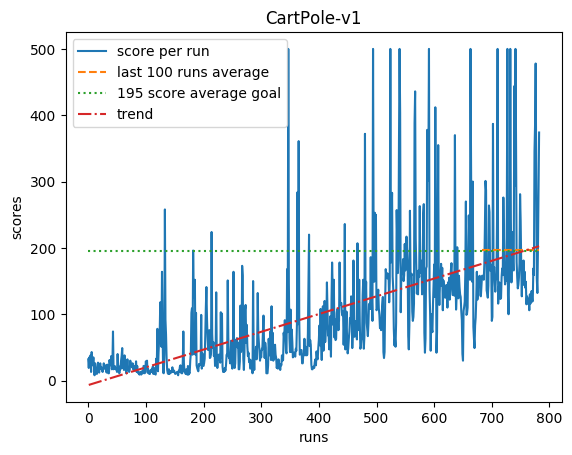 CartPole-v1
500
400
300
200
100
0
scores
score per run
last 100 runs average
195 score average goal
trend
0 100 200 300 400 500 600 700 800
runs